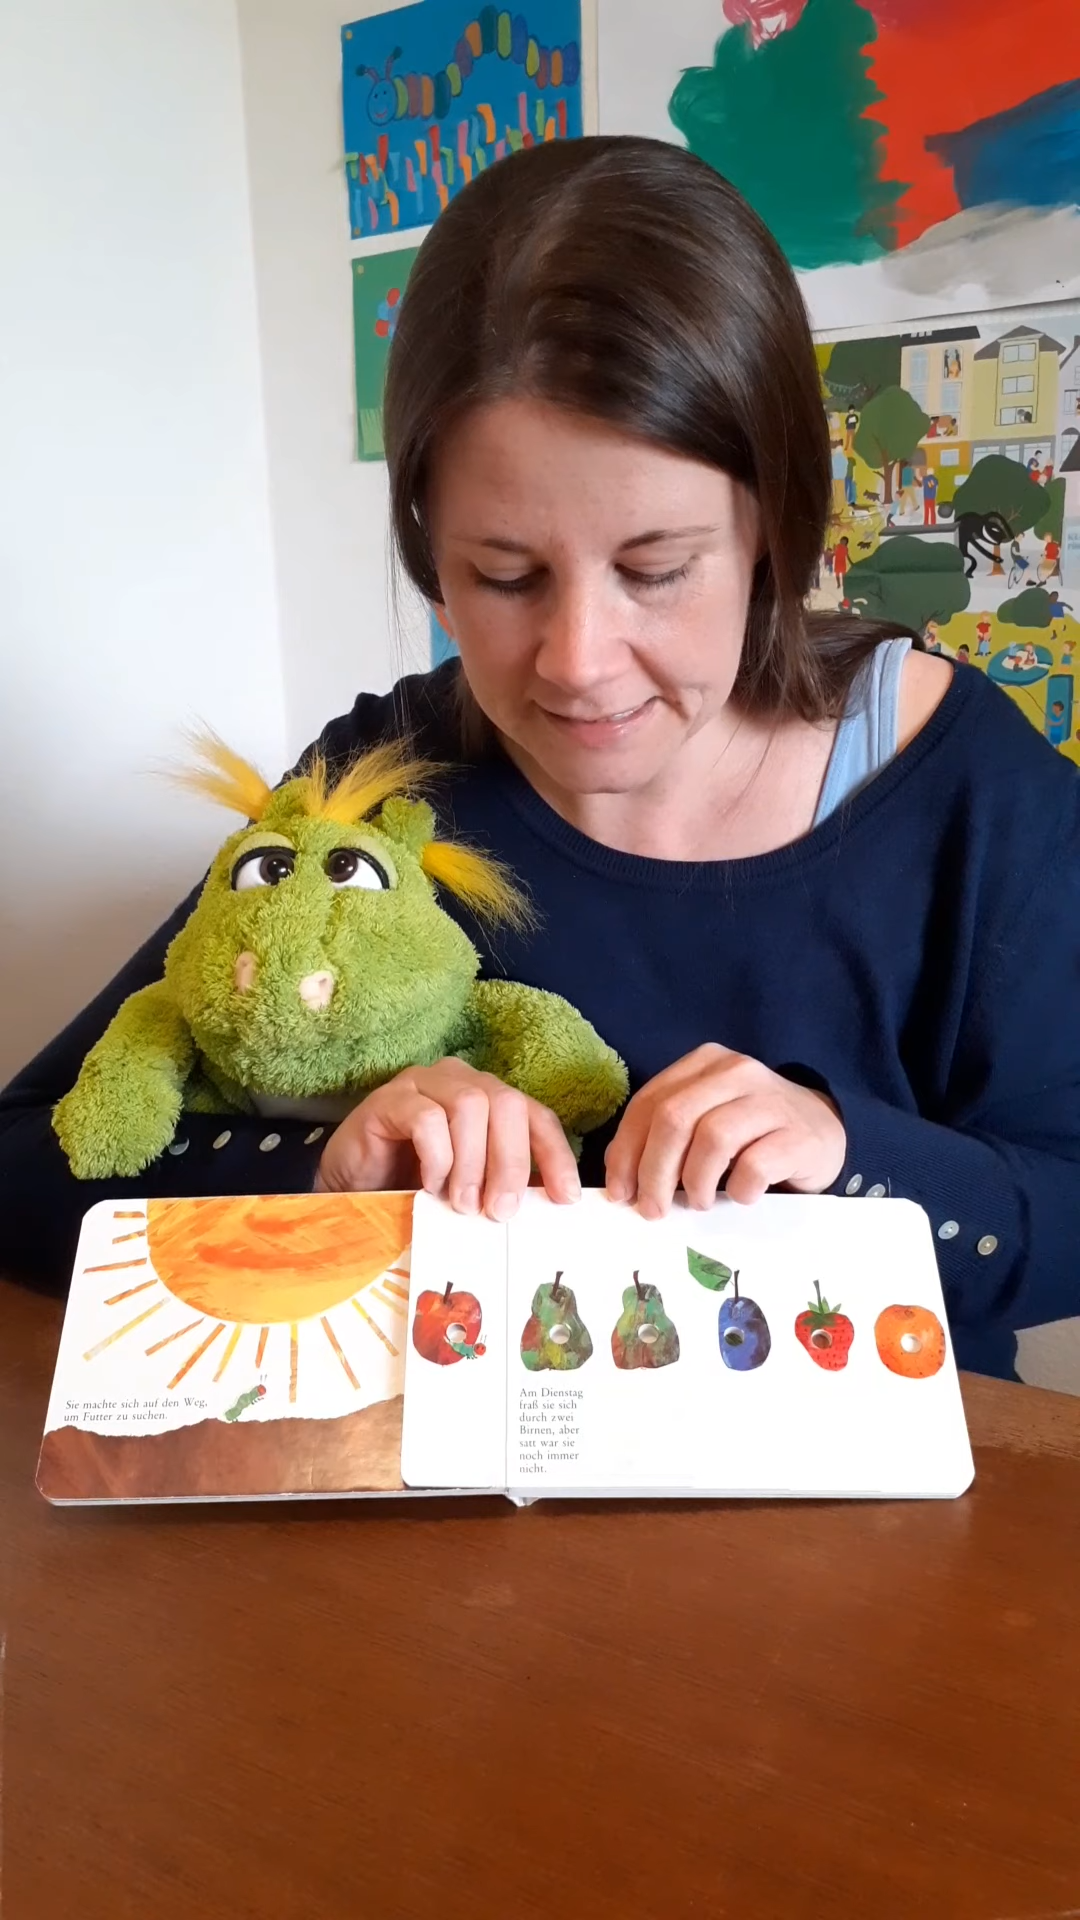 Sie machte sich auf den Weg,
um Futter zu suchen.
Am Dienstag
fraß sie sich
durch zwei
Birnen, aber
satt war sie
noch immer
nicht.